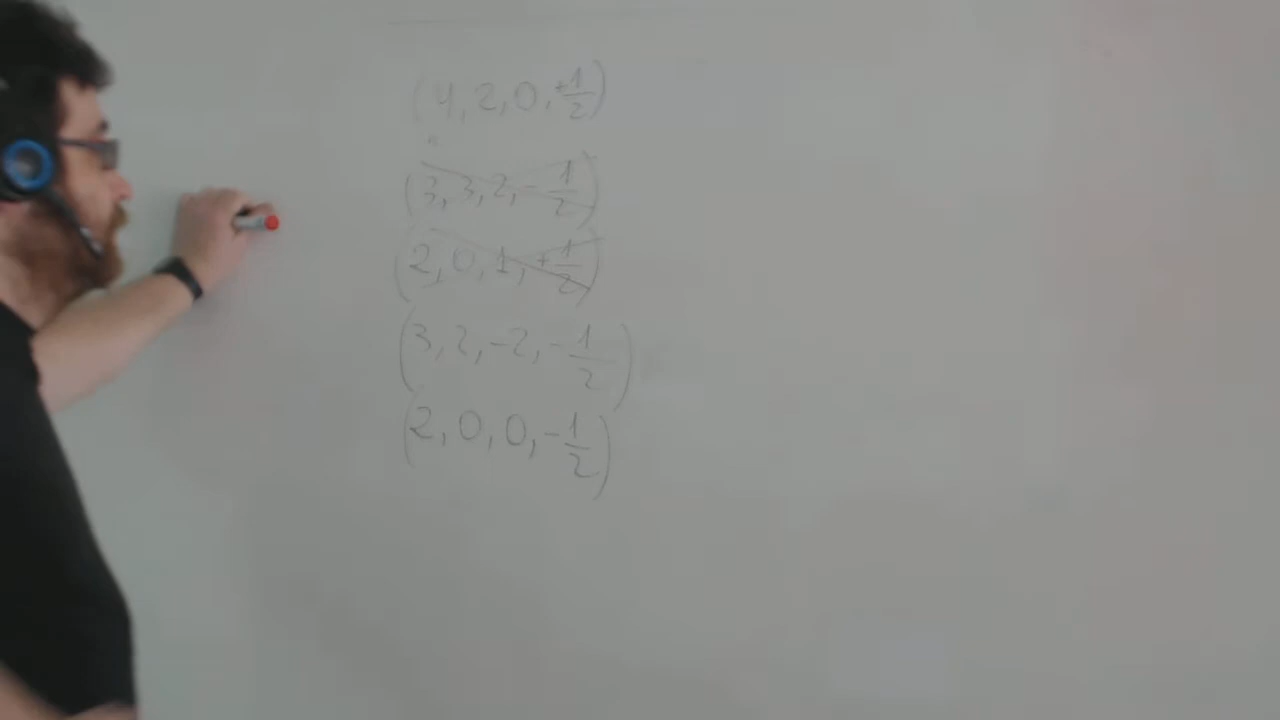 (4, 2, 0, +1/2)
(3, 3, 2, -1/2)
(2, 0, 1, +1/2)
(3, 2, -2, -1/2)
(2, 0, 0, -1/2)